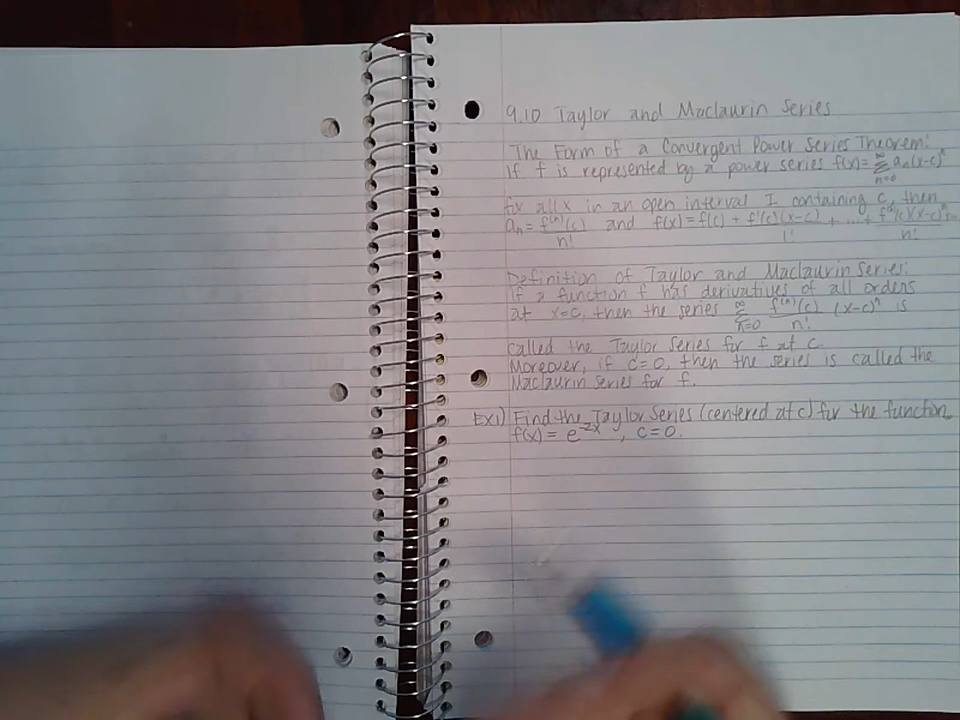 9.10 Taylor and Maclaurin Series
The Form of a Convergent Power Series Theorem:
If f is represented by a power series f(x) = ∑_{n=0}^{∞} aₙ(x-c)ⁿ
for all x in an open interval I containing c, then
aₙ = f⁽ⁿ⁾(c)/n! and f(x) = f(c) + f'(c)(x-c)/1! + ... + f⁽ⁿ⁾(c)(x-c)ⁿ/n! + ...
Definition of Taylor and Maclaurin Series:
If a function f has derivatives of all orders
at x=c, then the series ∑_{n=0}^{∞} f⁽ⁿ⁾(c)/n! (x-c)ⁿ is
called the Taylor Series for f at c.
Moreover, if c=0, then the series is called the
Maclaurin series for f.
Ex1) Find the Taylor Series (centered at c) for the function
f(x) = e^{-2x}, c=0.